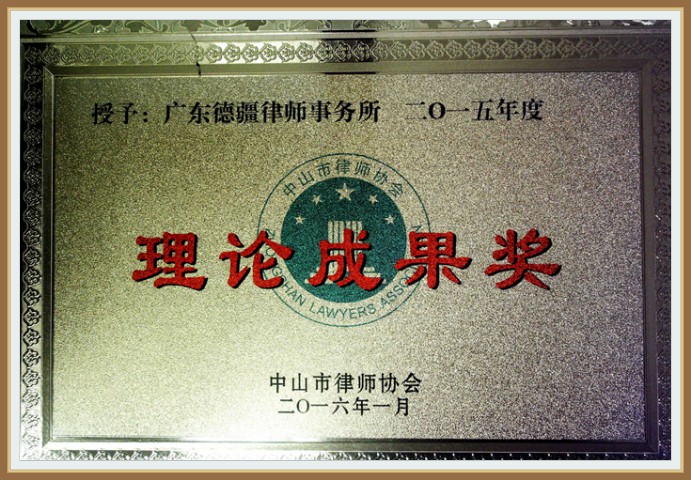 授予：广东德疆律师事务所 二O一五年度
中山市律师协会
理论成果奖
HAN LAWYERS ASSO
中山市律师协会
二O一六年一月